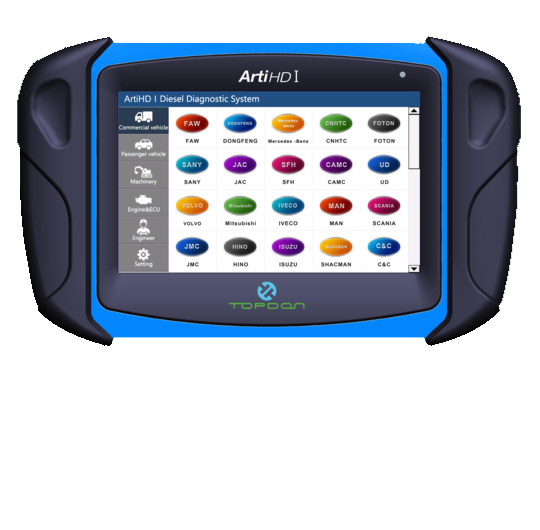 ArtiHD I
ArtiHD I Diesel Diagnostic System
Commercial vehicle
Passenger vehicle
Machinery
Engine&ECU
Engineer
Setting
FAW DONGFENG Mercedes -Benz CNHTC FOTON
FAW DONGFENG Mercedes -Benz CNHTC FOTON
SANY JAC SFH CAMC UD
SANY JAC SFH CAMC UD
VOLVO Mitsubishi IVECO MAN SCANIA
VOLVO Mitsubishi IVECO MAN SCANIA
JMC HINO ISUZU SHACMAN C&C
JMC HINO ISUZU SHACMAN C&C
TOPDON